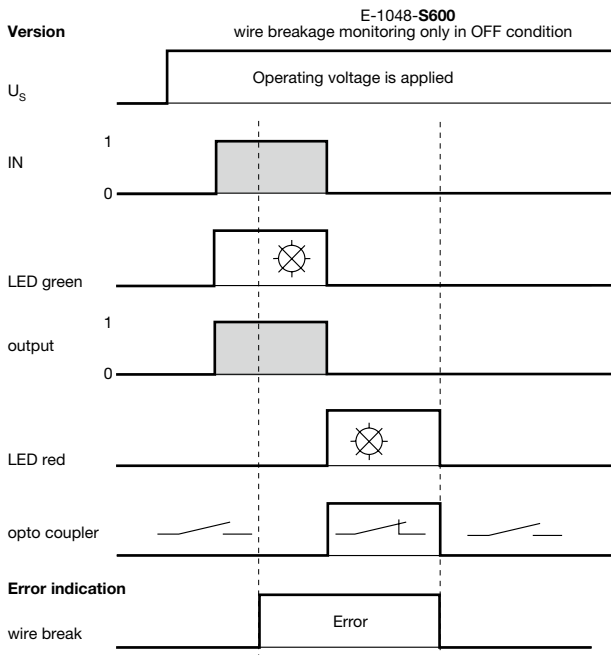 E-1048-S600
Version
wire breakage monitoring only in OFF condition
Operating voltage is applied
US
1
IN
0
LED green
1
output
0
LED red
opto coupler
Error indication
Error
wire break